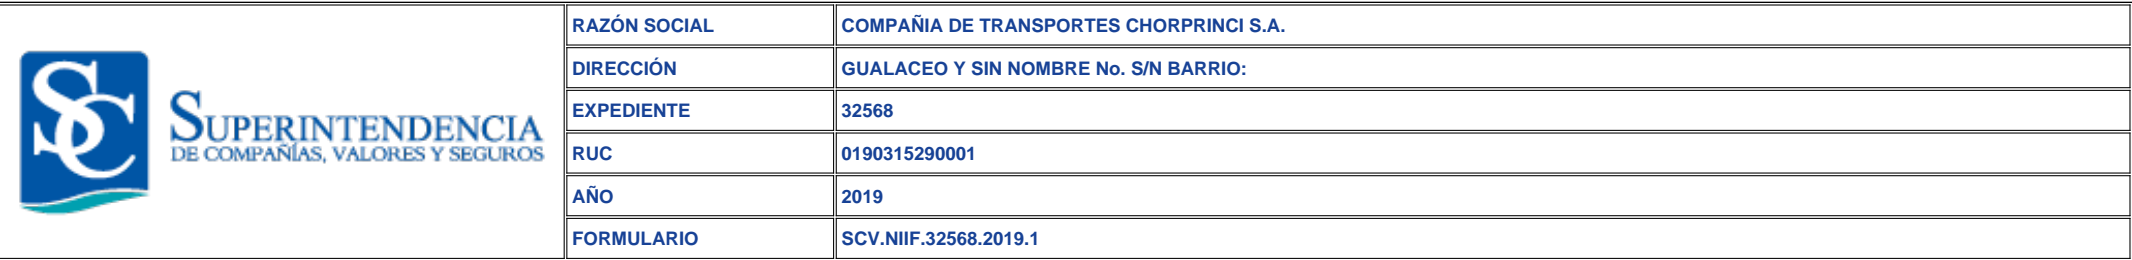 SC
SUPERINTENDENCIA
DE COMPAÑÍAS, VALORES Y SEGUROS
RAZÓN SOCIAL COMPAÑIA DE TRANSPORTES CHORPRINCI S.A.
DIRECCIÓN GUALACEO Y SIN NOMBRE No. S/N BARRIO:
EXPEDIENTE 32568
RUC 0190315290001
AÑO 2019
FORMULARIO SCV.NIIF.32568.2019.1